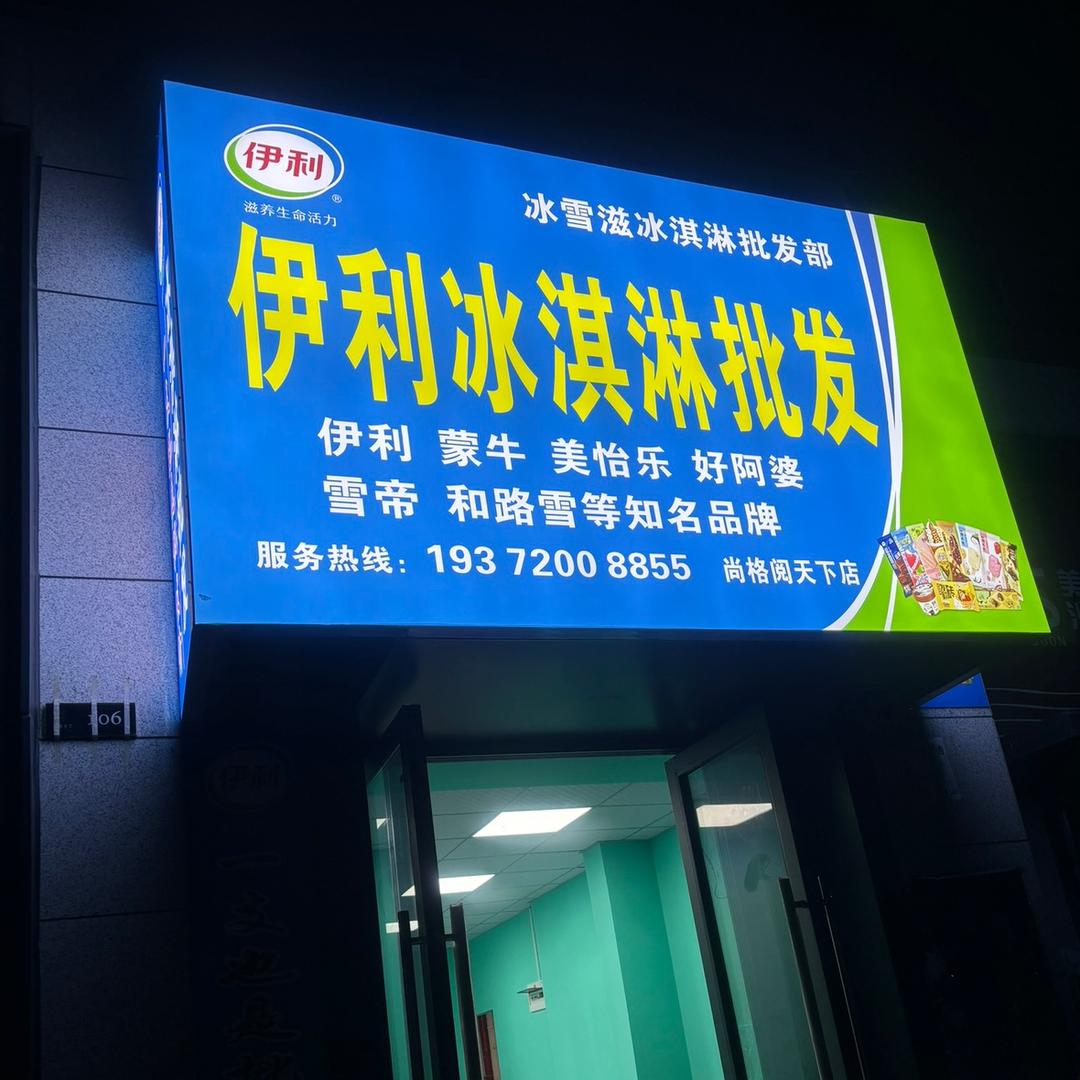 伊利
®
滋养生命活力
冰雪滋冰淇淋批发部
伊利冰淇淋批发
伊利 蒙牛 美怡乐 好阿婆
雪帝 和路雪等知名品牌
服务热线：193 7200 8855 尚格阅天下店
106
伊利